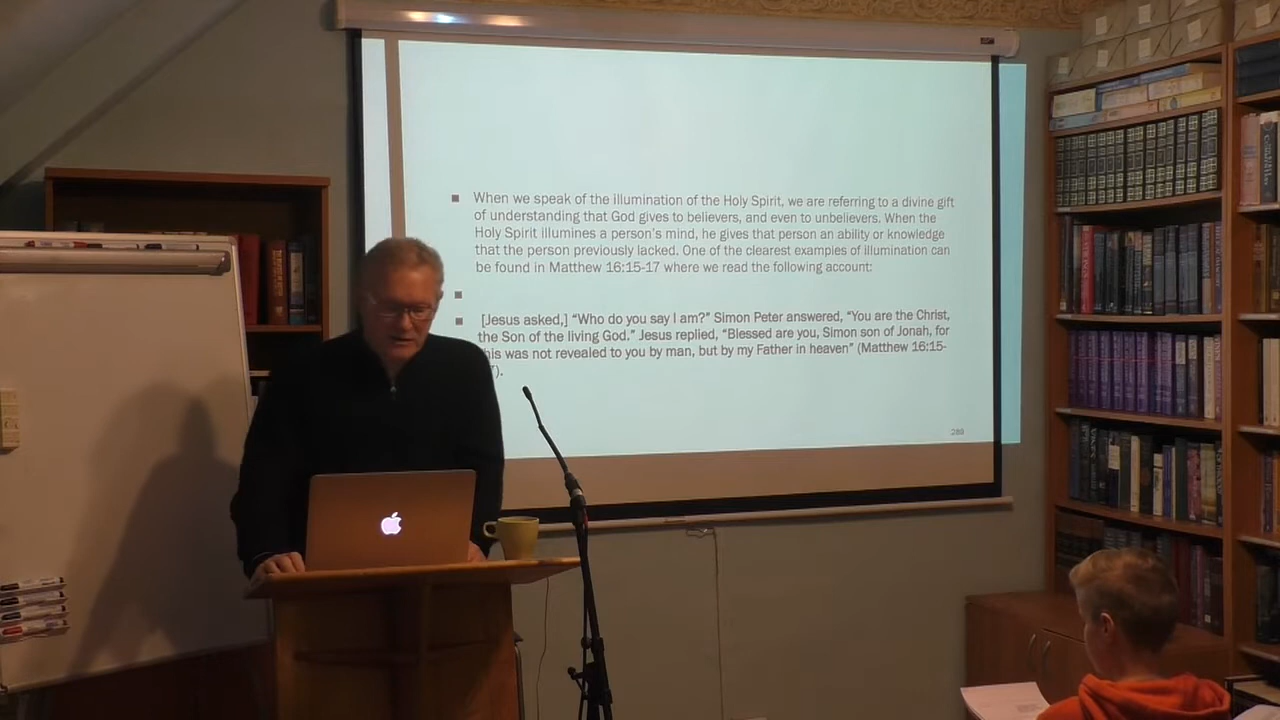 When we speak of the illumination of the Holy Spirit, we are referring to a divine gift
of understanding that God gives to believers, and even to unbelievers. When the
Holy Spirit illumines a person's mind, he gives that person an ability or knowledge
that the person previously lacked. One of the clearest examples of illumination can
be found in Matthew 16:15-17 where we read the following account:
[Jesus asked,] “Who do you say I am?” Simon Peter answered, “You are the Christ,
the Son of the living God.” Jesus replied, “Blessed are you, Simon son of Jonah, for
his was not revealed to you by man, but by my Father in heaven” (Matthew 16:15-
7).